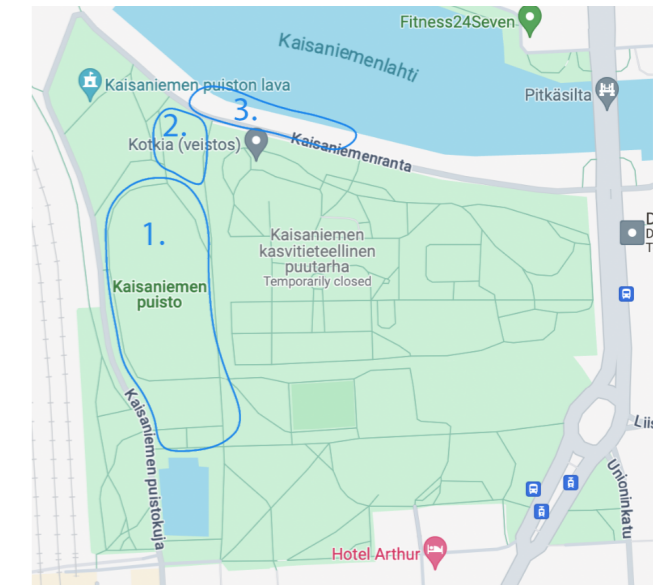 Fitness24Seven
Kaisaniemenlahti
Kaisaniemen puiston lava
Pitkäsilta
3.
2.
Kotkia (veistos)
Kaisaniemenranta
1.
Kaisaniemen
kasvitieteellinen
puutarha
Temporarily closed
Kaisaniemen
puisto
Kaisaniemen puistokuja
Unioninkatu
Hotel Arthur